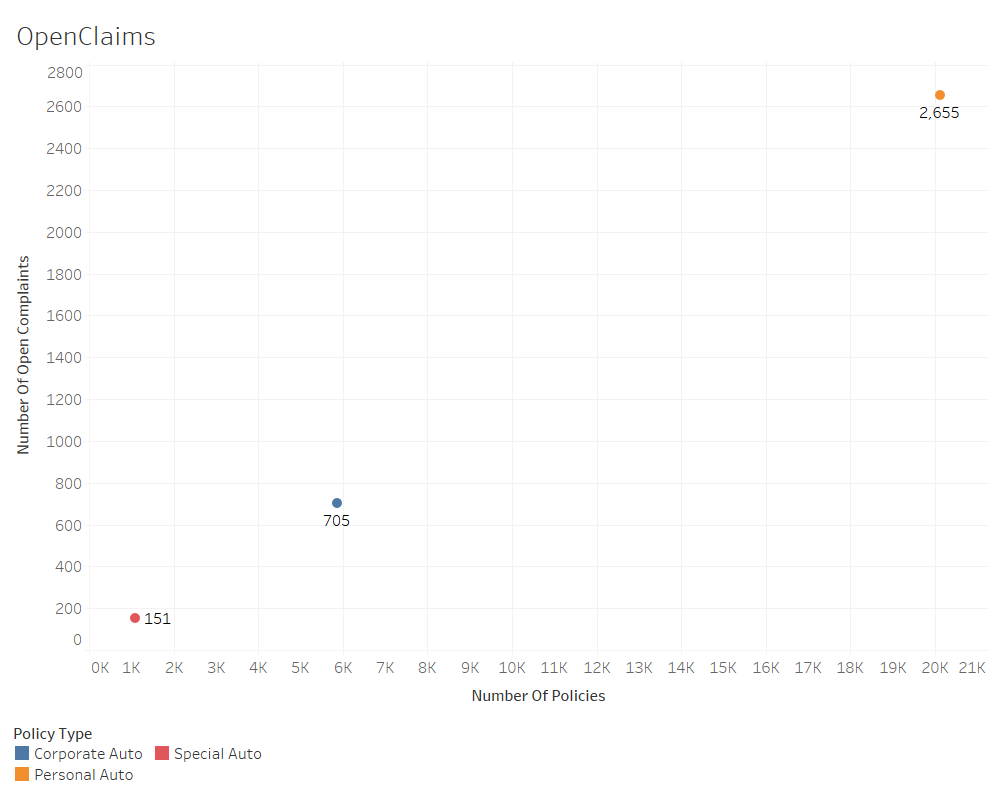 OpenClaims
2800
2600
2,655
2400
2200
2000
1800
1600
1400
1200
1000
800
705
600
400
200
151
0
Number Of Open Complaints
0K 1K 2K 3K 4K 5K 6K 7K 8K 9K 10K 11K 12K 13K 14K 15K 16K 17K 18K 19K 20K 21K
Number Of Policies
Policy Type
Corporate Auto Special Auto
Personal Auto